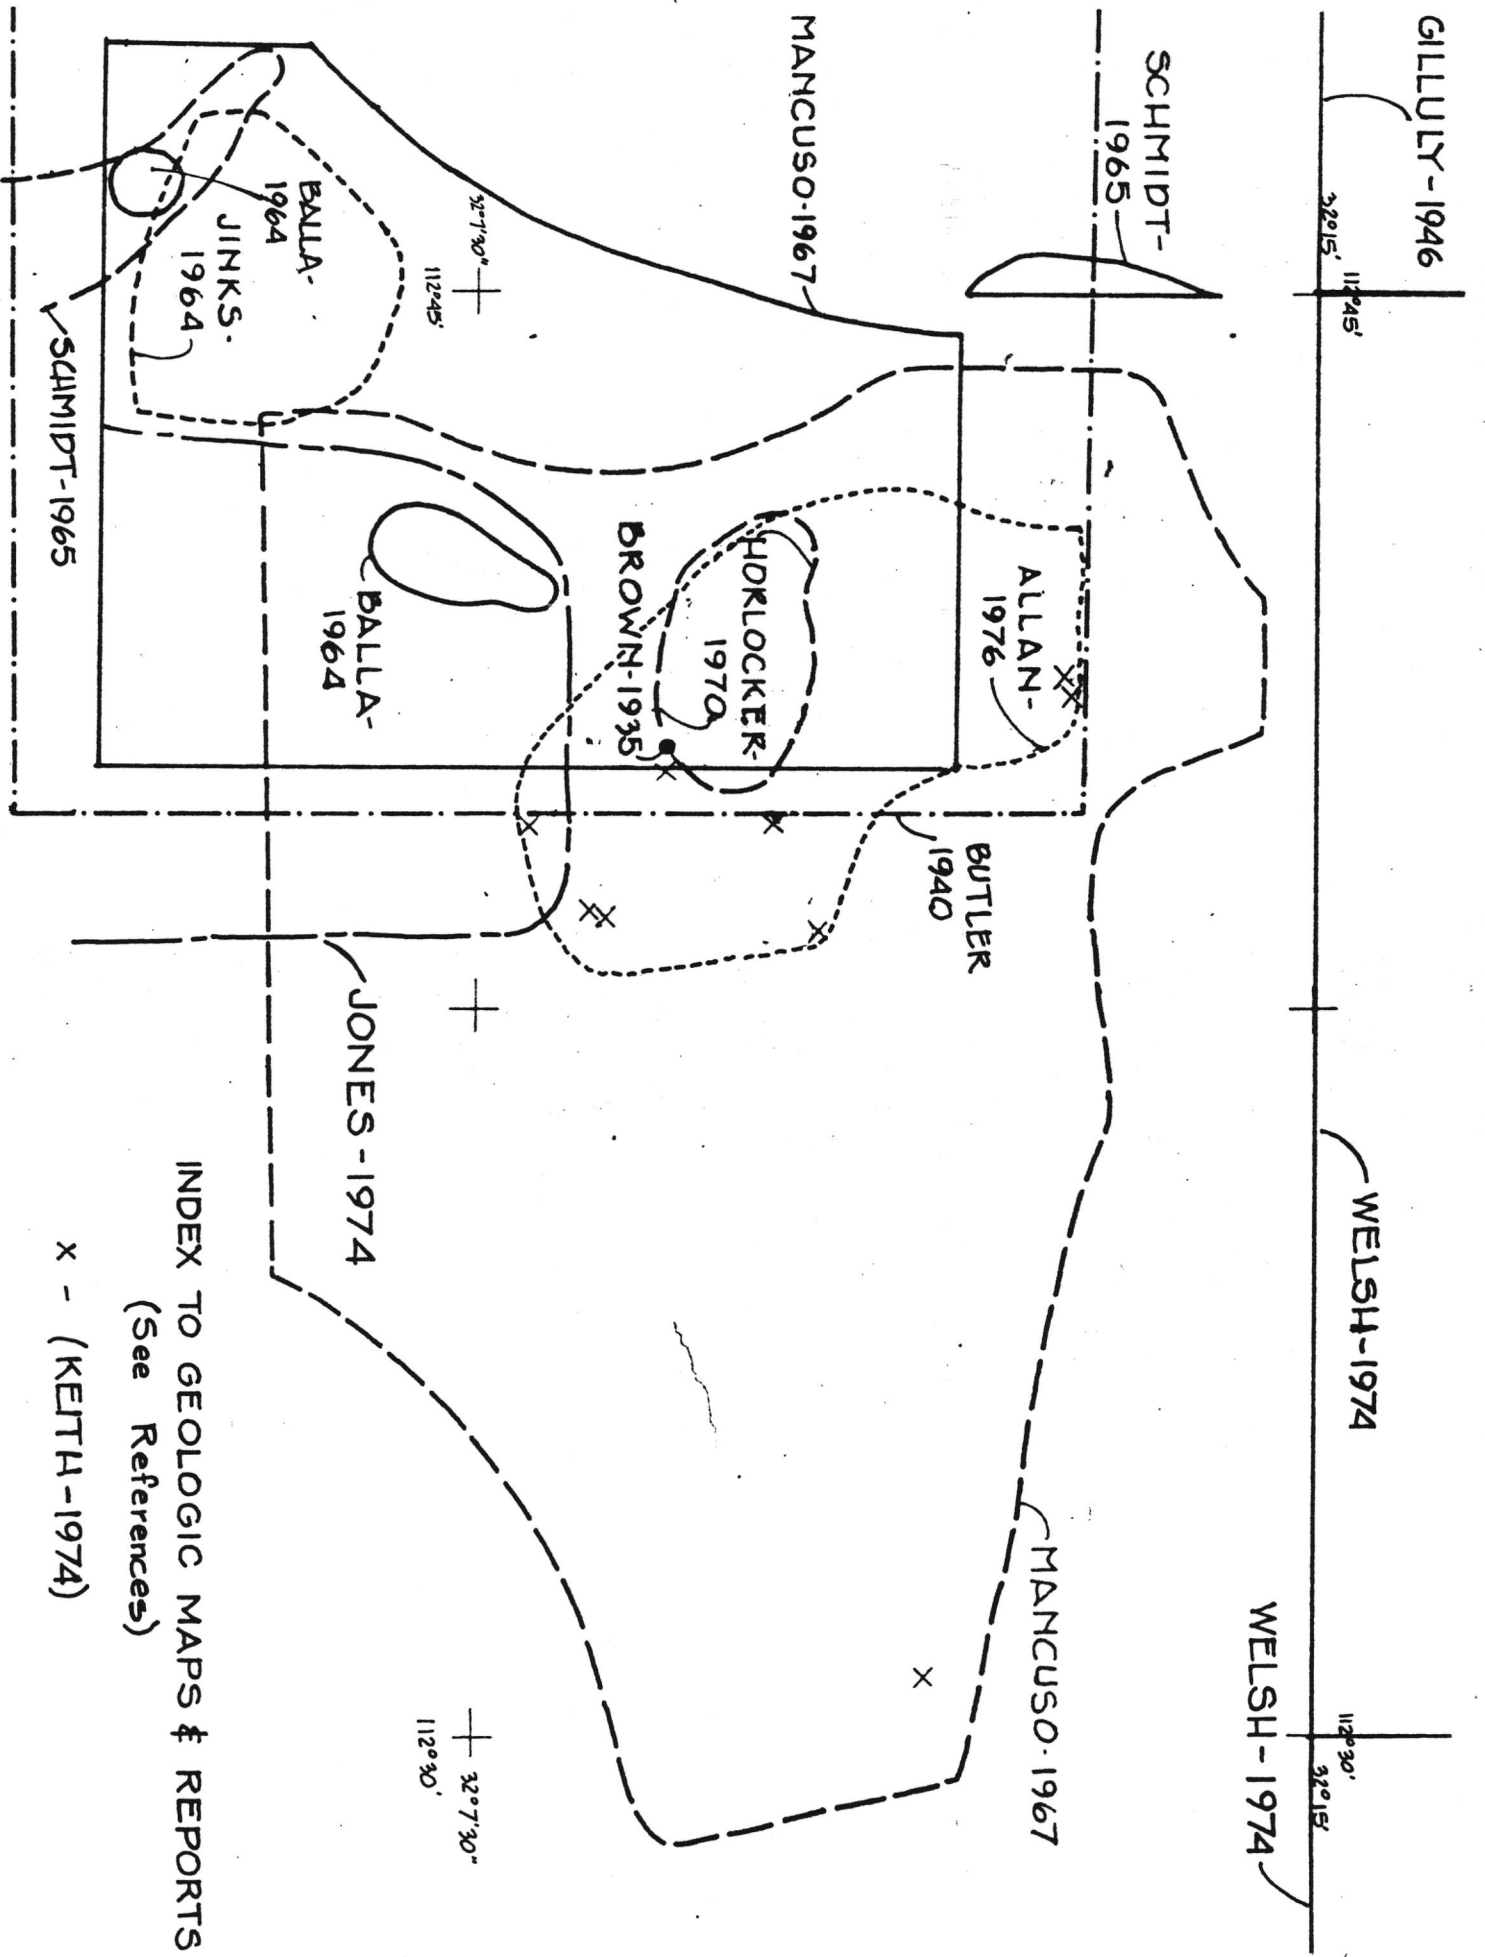 GILLULY-1946
32°15'
112°45'
WELSH-1974
WELSH-1974
112°30'
32°15'
SCHMIDT-
1965
MANCUSO-1967
MANCUSO-1967
ALLAN-
1976
BUTLER
1940
HORLOCKER-
1970
BROWN-1935
32°7'30"
112°45'
32°7'30"
112°30'
BALLA-
1964
JINKS-
1964
BALLA-
1964
JONES-1974
SCHMIDT-1965
INDEX TO GEOLOGIC MAPS & REPORTS
(See References)
x - (KEITH-1974)